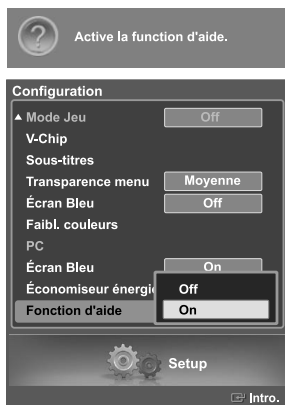 Active la function d'aide.
Configuration
Mode Jeu Off
V-Chip
Sous-titres
Transparence menu Moyenne
Écran Bleu Off
Faibl. couleurs
PC
Écran Bleu On
Économiseur énergi Off
Fonction d'aide On
Setup
Intro.